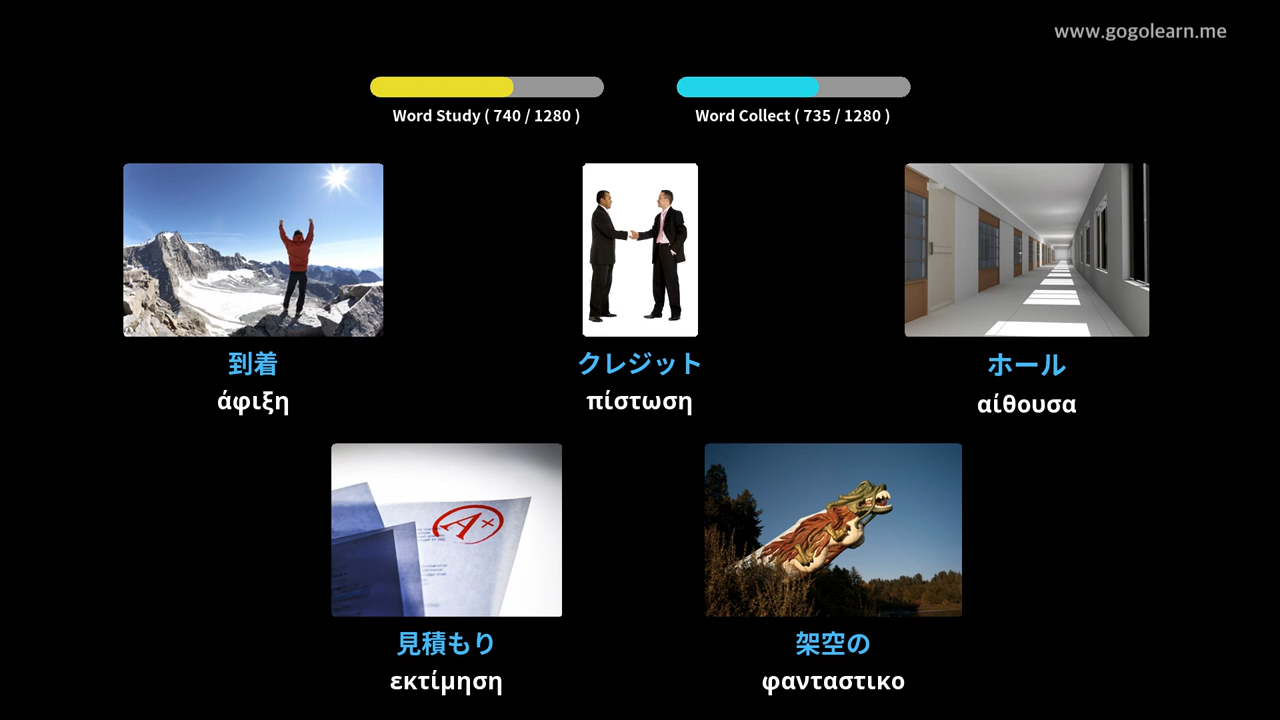 www.gogolearn.me
Word Study ( 740 / 1280 )
Word Collect ( 735 / 1280 )
到着
άφιξη
クレジット
πίστωση
ホール
αίθουσα
A+
見積もり
εκτίμηση
架空の
φανταστικο